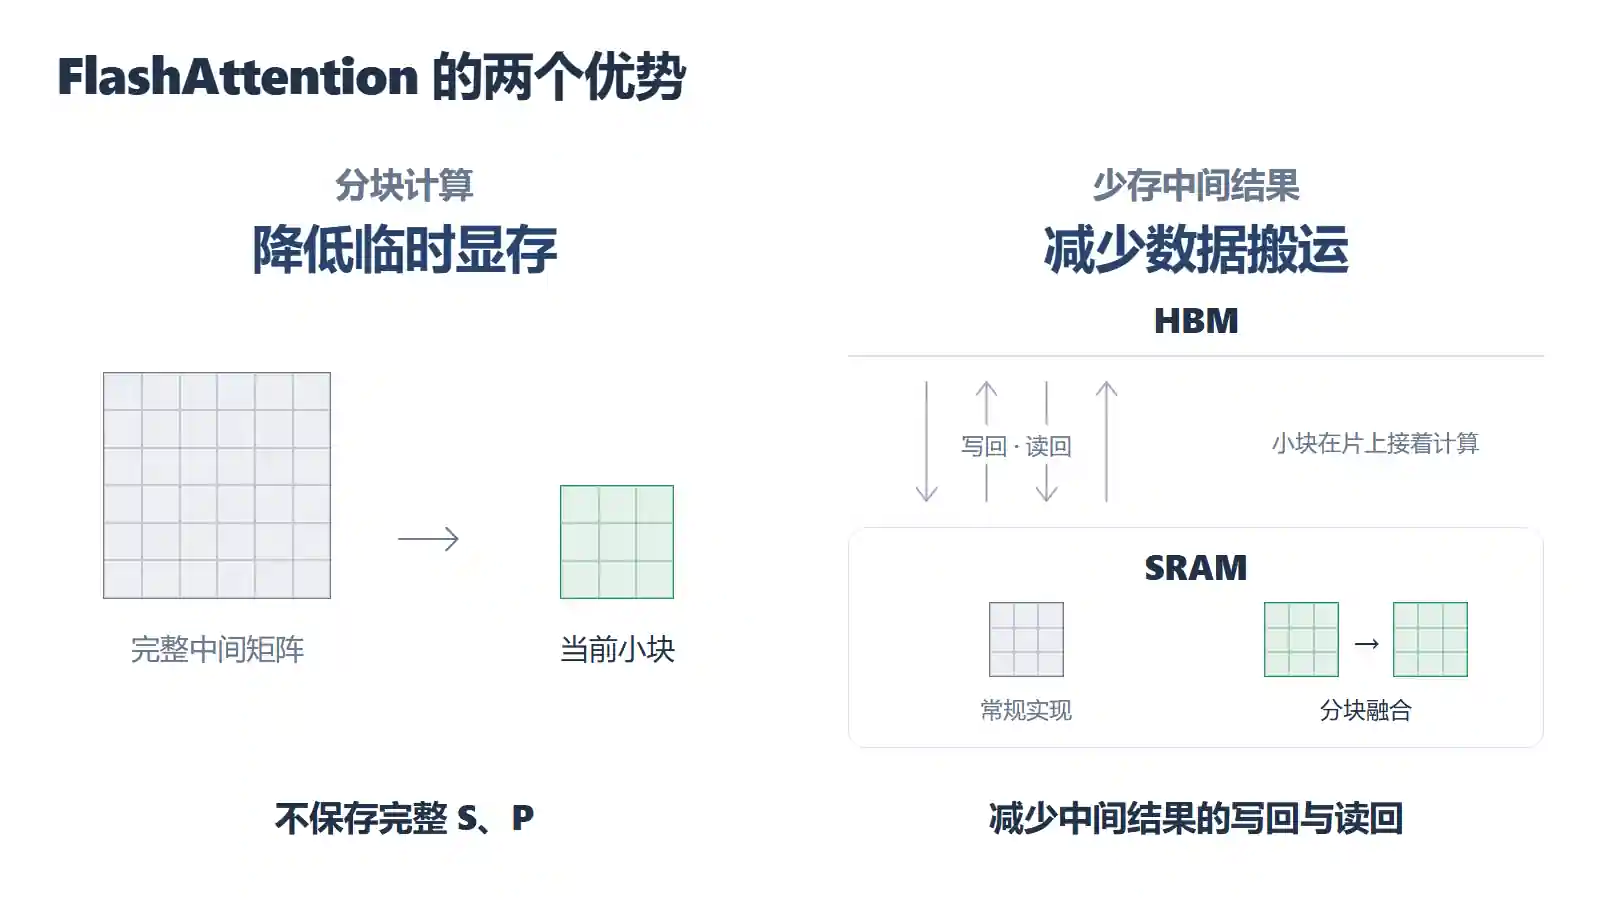 FlashAttention 的两个优势
分块计算
降低临时显存
完整中间矩阵
当前小块
不保存完整 S、P
少存中间结果
减少数据搬运
HBM
写回 · 读回
小块在片上接着计算
SRAM
常规实现
分块融合
减少中间结果的写回与读回